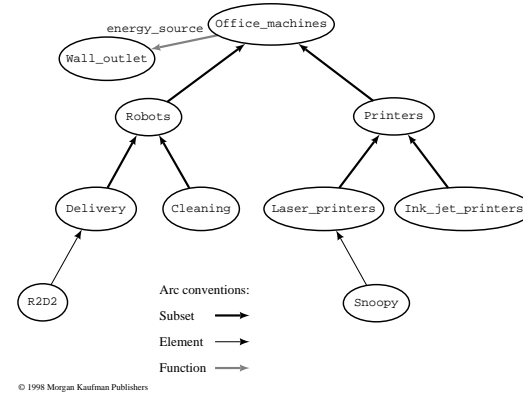 energy_source
Office_machines
Wall_outlet
Robots
Printers
Delivery
Cleaning
Laser_printers
Ink_jet_printers
R2D2
Snoopy
Arc conventions:
Subset
Element
Function
© 1998 Morgan Kaufman Publishers